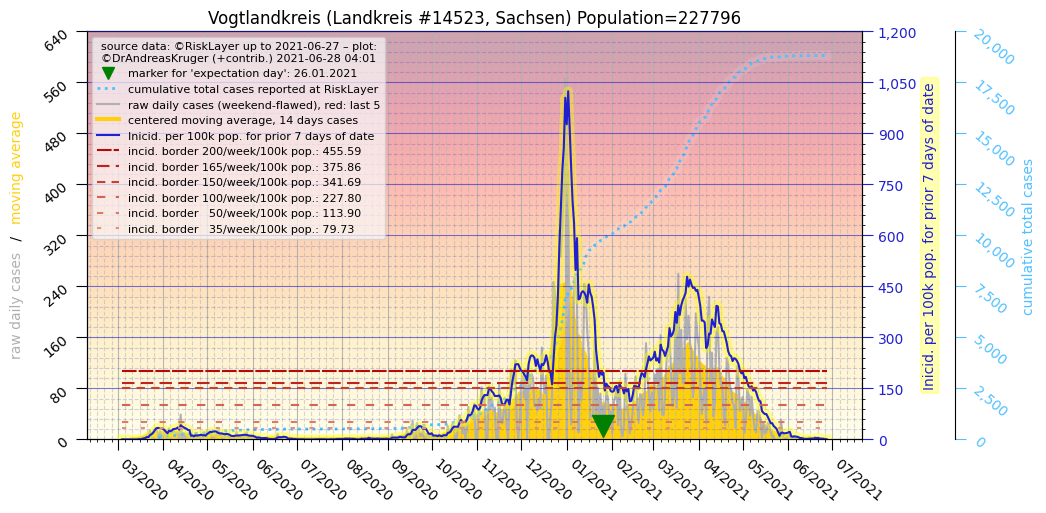 Vogtlandkreis (Landkreis #14523, Sachsen) Population=227796
source data: ©RiskLayer up to 2021-06-27 – plot:
©DrAndreasKruger (+contrib.) 2021-06-28 04:01
marker for 'expectation day': 26.01.2021
cumulative total cases reported at RiskLayer
raw daily cases (weekend-flawed), red: last 5
centered moving average, 14 days cases
Inicid. per 100k pop. for prior 7 days of date
incid. border 200/week/100k pop.: 455.59
incid. border 165/week/100k pop.: 375.86
incid. border 150/week/100k pop.: 341.69
incid. border 100/week/100k pop.: 227.80
incid. border   50/week/100k pop.: 113.90
incid. border   35/week/100k pop.: 79.73
raw daily cases / moving average
640
560
480
400
320
240
160
80
0
03/2020
04/2020
05/2020
06/2020
07/2020
08/2020
09/2020
10/2020
11/2020
12/2020
01/2021
02/2021
03/2021
04/2021
05/2021
06/2021
07/2021
1,200
1,050
900
750
600
450
300
150
0
Inicid. per 100k pop. for prior 7 days of date
20,000
17,500
15,000
12,500
10,000
7,500
5,000
2,500
0
cumulative total cases